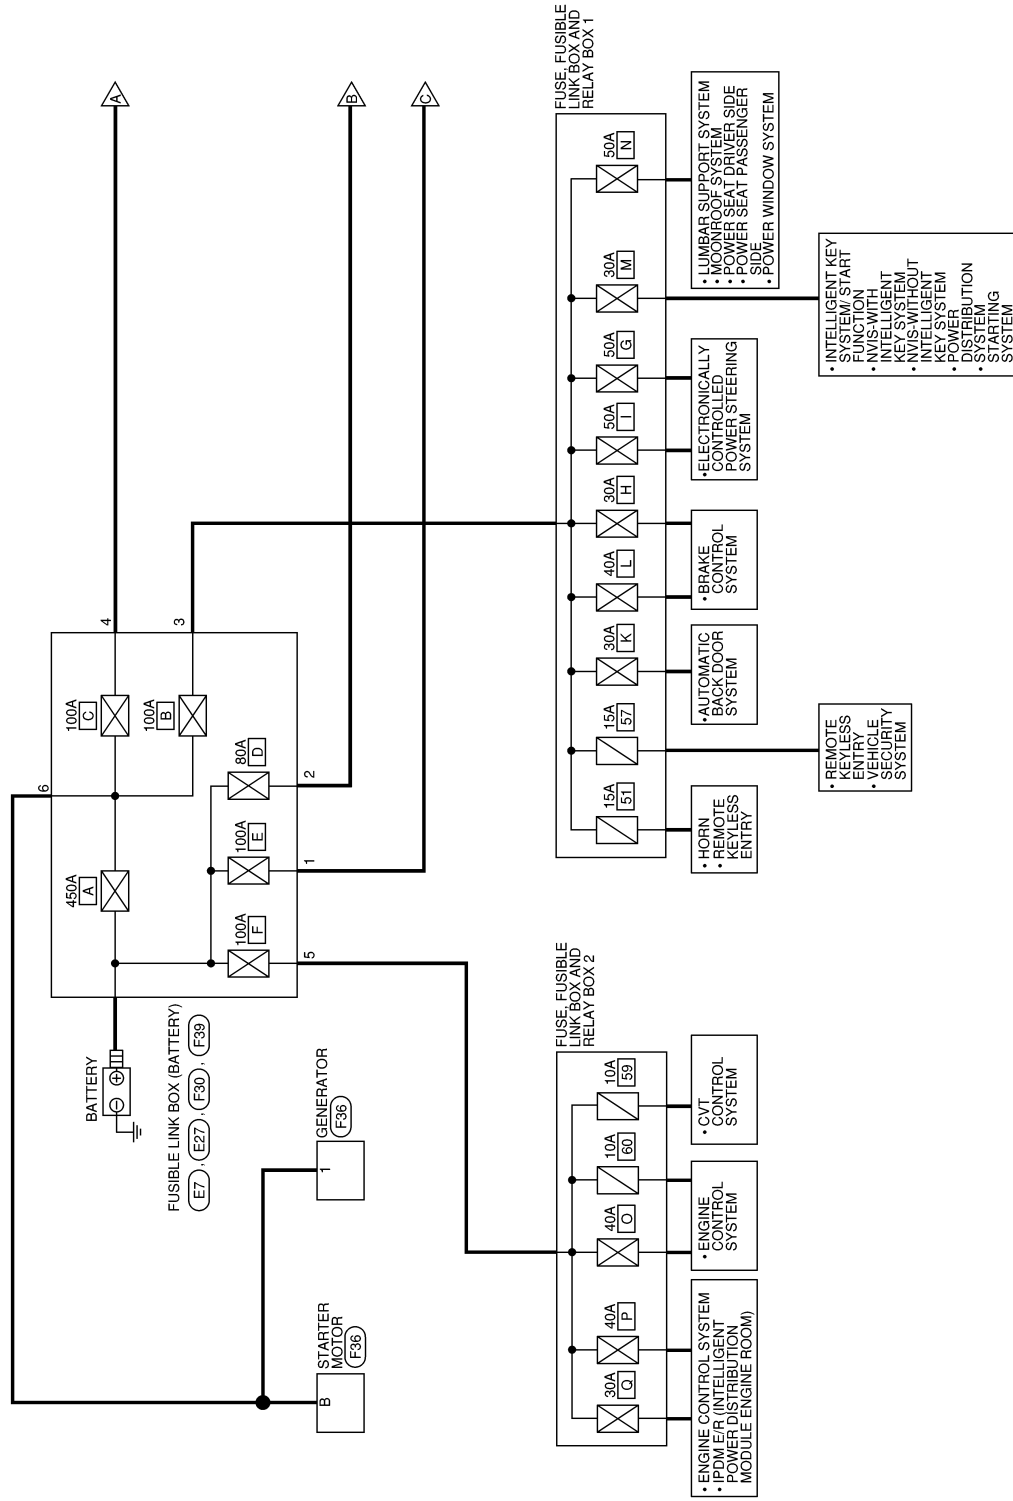 BATTERY
FUSIBLE LINK BOX (BATTERY)
E7 , E27 , F30 , F39
450A
A
100A
C
100A
B
100A
F
100A
E
80A
D
6
4
3
5
1
2
A
B
C
STARTER
MOTOR
F36
B
GENERATOR
F36
1
FUSE, FUSIBLE
LINK BOX AND
RELAY BOX 2
30A
Q
40A
P
40A
O
10A
60
10A
59
• ENGINE CONTROL SYSTEM
• IPDM E/R (INTELLIGENT
POWER DISTRIBUTION
MODULE ENGINE ROOM)
• ENGINE
CONTROL
SYSTEM
• CVT
CONTROL
SYSTEM
FUSE, FUSIBLE
LINK BOX AND
RELAY BOX 1
15A
51
15A
57
30A
K
40A
L
30A
H
50A
I
50A
G
30A
M
50A
N
• HORN
• REMOTE
KEYLESS
ENTRY
• REMOTE
KEYLESS
ENTRY
• VEHICLE
SECURITY
SYSTEM
• AUTOMATIC
BACK DOOR
SYSTEM
• BRAKE
CONTROL
SYSTEM
• ELECTRONICALLY
CONTROLLED
POWER STEERING
SYSTEM
• INTELLIGENT KEY
SYSTEM/ START
FUNCTION
• NVIS-WITH
INTELLIGENT
KEY SYSTEM
• NVIS-WITHOUT
INTELLIGENT
KEY SYSTEM
• POWER
DISTRIBUTION
SYSTEM
• STARTING
SYSTEM
• LUMBAR SUPPORT SYSTEM
• MOONROOF SYSTEM
• POWER SEAT DRIVER SIDE
• POWER SEAT PASSENGER
SIDE
• POWER WINDOW SYSTEM